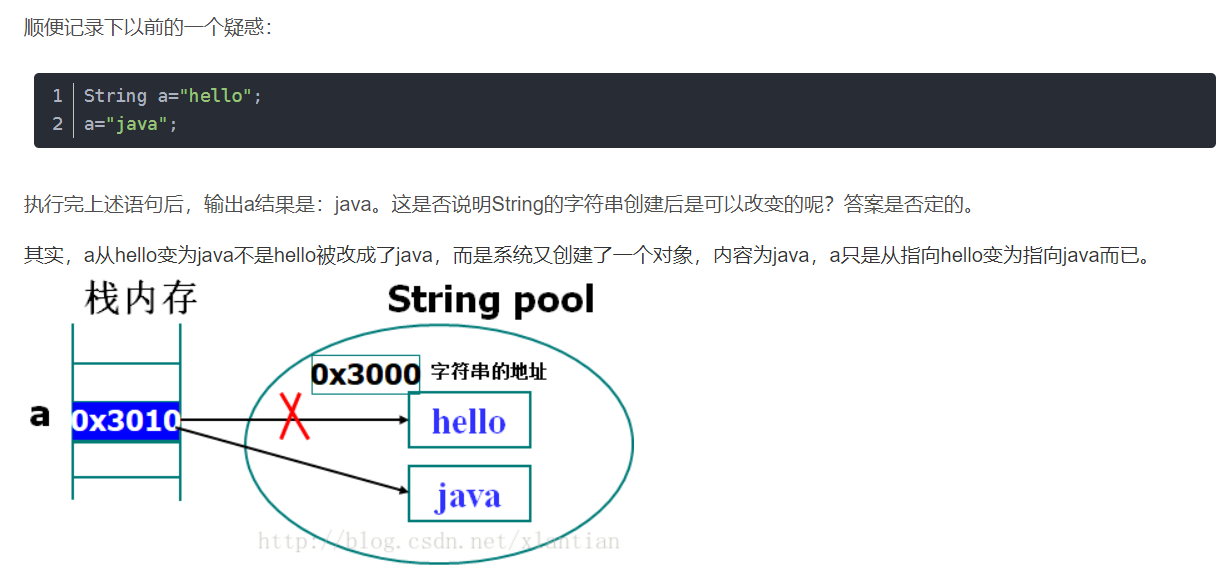 顺便记录下以前的一个疑惑：
1 String a="hello";
2 a="java";
执行完上述语句后，输出a结果是：java。这是否说明String的字符串创建后是可以改变的呢？答案是否定的。
其实，a从hello变为java不是hello被改成了java，而是系统又创建了一个对象，内容为java，a只是从指向hello变为指向java而已。
栈内存 String pool
0x3000 字符串的地址
a 0x3010 hello
java
http://blog.csdn.net/xlantian